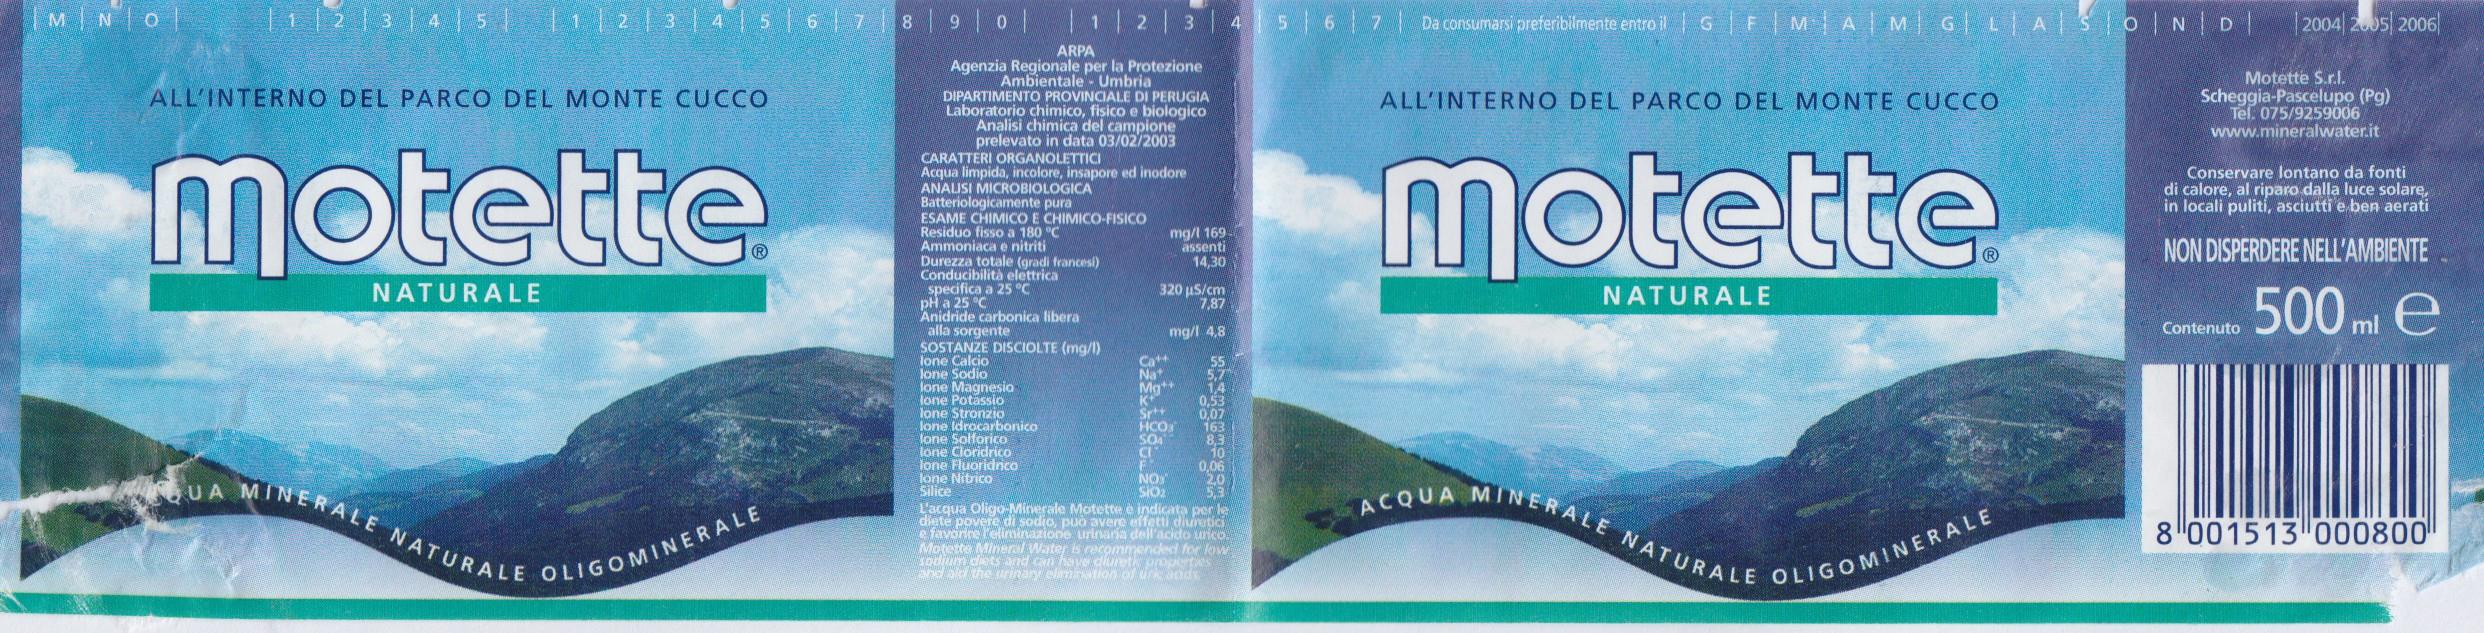 M N O 1 2 3 4 5 1 2 3 4 5 6 7 8 9 0 1 2 3 4 5 6 7 Da consumarsi preferibilmente entro il G F M A M G L A S O N D 2004 2005 2006
ALL'INTERNO DEL PARCO DEL MONTE CUCCO
motette®
NATURALE
ACQUA MINERALE NATURALE OLIGOMINERALE
ARPA
Agenzia Regionale per la Protezione
Ambientale - Umbria
DIPARTIMENTO PROVINCIALE DI PERUGIA
Laboratorio chimico, fisico e biologico
Analisi chimica del campione
prelevato in data 03/02/2003
CARATTERI ORGANOLETTICI
Acqua limpida, incolore, insapore ed inodore
ANALISI MICROBIOLOGICA
Batteriologicamente pura
ESAME CHIMICO E CHIMICO-FISICO
Residuo fisso a 180 °C mg/l 169
Ammoniaca e nitriti assenti
Durezza totale (gradi francesi) 14,30
Conducibilità elettrica
specifica a 25 °C 320 µS/cm
pH a 25 °C 7,87
Anidride carbonica libera
alla sorgente mg/l 4,8
SOSTANZE DISCIOLTE (mg/l)
Ione Calcio Ca++ 55
Ione Sodio Na+ 5,7
Ione Magnesio Mg++ 1,4
Ione Potassio K+ 0,53
Ione Stronzio Sr++ 0,07
Ione Idrocarbonico HCO3- 163
Ione Solforico SO4-- 8,3
Ione Cloridrico Cl- 10
Ione Fluoridrico F- 0,06
Ione Nitrico NO3- 2,0
Silice SiO2 5,3
L'acqua Oligo-Minerale Motette è indicata per le
diete povere di sodio, può avere effetti diuretici
e favorire l'eliminazione urinaria dell'acido urico.
Motette Mineral Water is recommended for low
sodium diets and can have diuretic properties
and aid the urinary elimination of uric acids.
ALL'INTERNO DEL PARCO DEL MONTE CUCCO
motette®
NATURALE
ACQUA MINERALE NATURALE OLIGOMINERALE
Motette S.r.l.
Scheggia-Pascelupo (Pg)
Tel. 075/9259006
www.mineralwater.it
Conservare lontano da fonti
di calore, al riparo dalla luce solare,
in locali puliti, asciutti e ben aerati
NON DISPERDERE NELL'AMBIENTE
Contenuto 500 ml e
8 001513 000800